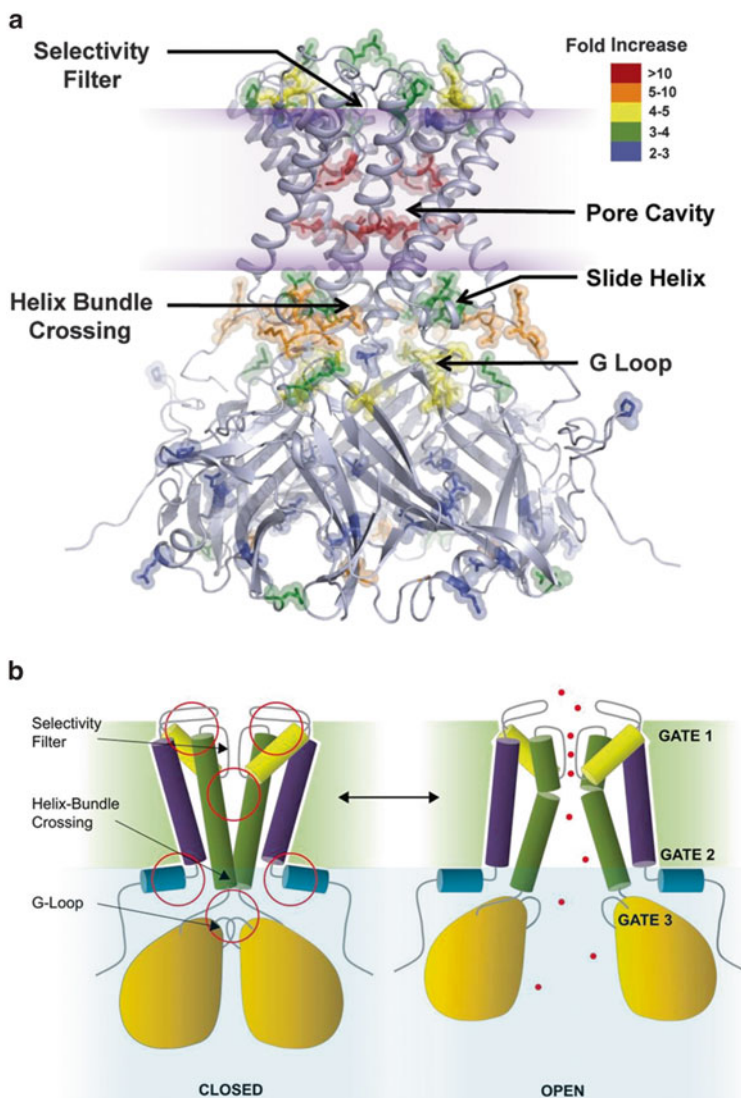 a
Selectivity
Filter
Fold Increase
>10
5-10
4-5
3-4
2-3
Pore Cavity
Helix Bundle
Crossing
Slide Helix
G Loop
b
Selectivity
Filter
Helix-Bundle
Crossing
G-Loop
GATE 1
GATE 2
GATE 3
CLOSED
OPEN